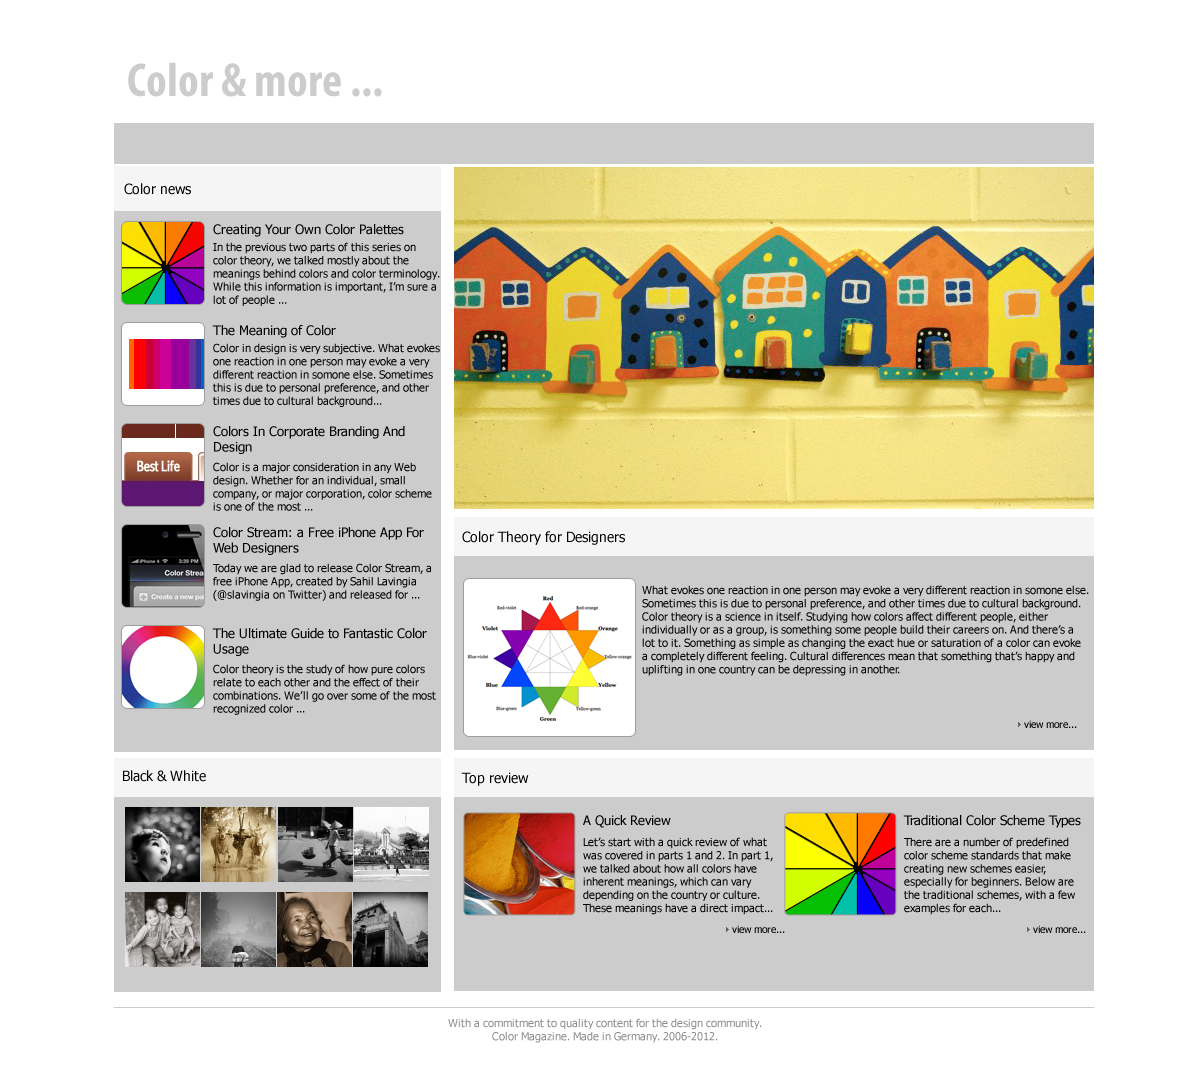 Color & more ...
Color news
Creating Your Own Color Palettes
In the previous two parts of this series on
color theory, we talked mostly about the
meanings behind colors and color terminology.
While this information is important, I'm sure a
lot of people ...
The Meaning of Color
Color in design is very subjective. What evokes
one reaction in one person may evoke a very
different reaction in somone else. Sometimes
this is due to personal preference, and other
times due to cultural background...
Best Life
Colors In Corporate Branding And
Design
Color is a major consideration in any Web
design. Whether for an individual, small
company, or major corporation, color scheme
is one of the most ...
iPhone 4
3:39 PM
Color Strea
Create a new pal
Color Stream: a Free iPhone App For
Web Designers
Today we are glad to release Color Stream, a
free iPhone App, created by Sahil Lavingia
(@slavingia on Twitter) and released for ...
The Ultimate Guide to Fantastic Color
Usage
Color theory is the study of how pure colors
relate to each other and the effect of their
combinations. We'll go over some of the most
recognized color ...
Color Theory for Designers
Red
Red-violet
Red-orange
Violet
Orange
Blue-violet
Yellow-orange
Blue
Yellow
Blue-green
Yellow-green
Green
What evokes one reaction in one person may evoke a very different reaction in somone else.
Sometimes this is due to personal preference, and other times due to cultural background.
Color theory is a science in itself. Studying how colors affect different people, either
individually or as a group, is something some people build their careers on. And there's a
lot to it. Something as simple as changing the exact hue or saturation of a color can evoke
a completely different feeling. Cultural differences mean that something that's happy and
uplifting in one country can be depressing in another.
view more...
Black & White
Top review
A Quick Review
Let's start with a quick review of what
was covered in parts 1 and 2. In part 1,
we talked about how all colors have
inherent meanings, which can vary
depending on the country or culture.
These meanings have a direct impact...
view more...
Traditional Color Scheme Types
There are a number of predefined
color scheme standards that make
creating new schemes easier,
especially for beginners. Below are
the traditional schemes, with a few
examples for each...
view more...
With a commitment to quality content for the design community.
Color Magazine. Made in Germany. 2006-2012.